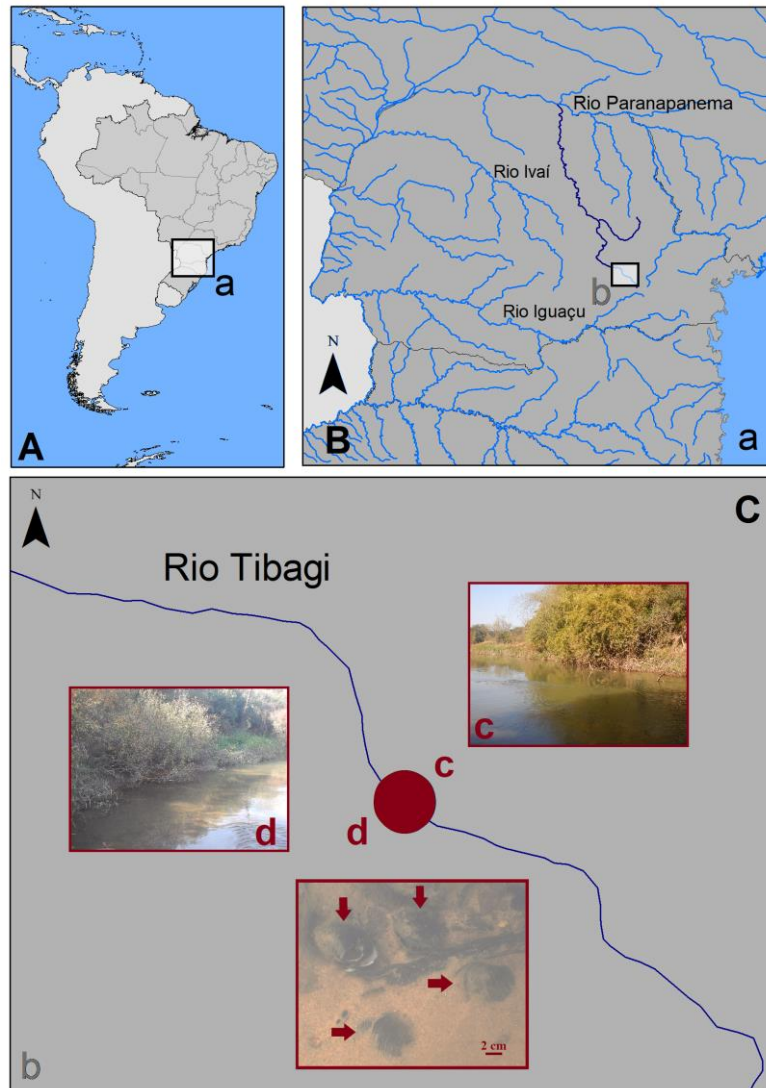 A
a
N
B
Rio Paranapanema
Rio Ivaí
b
Rio Iguaçu
a
N
C
Rio Tibagi
c
d
c
d
2 cm
b